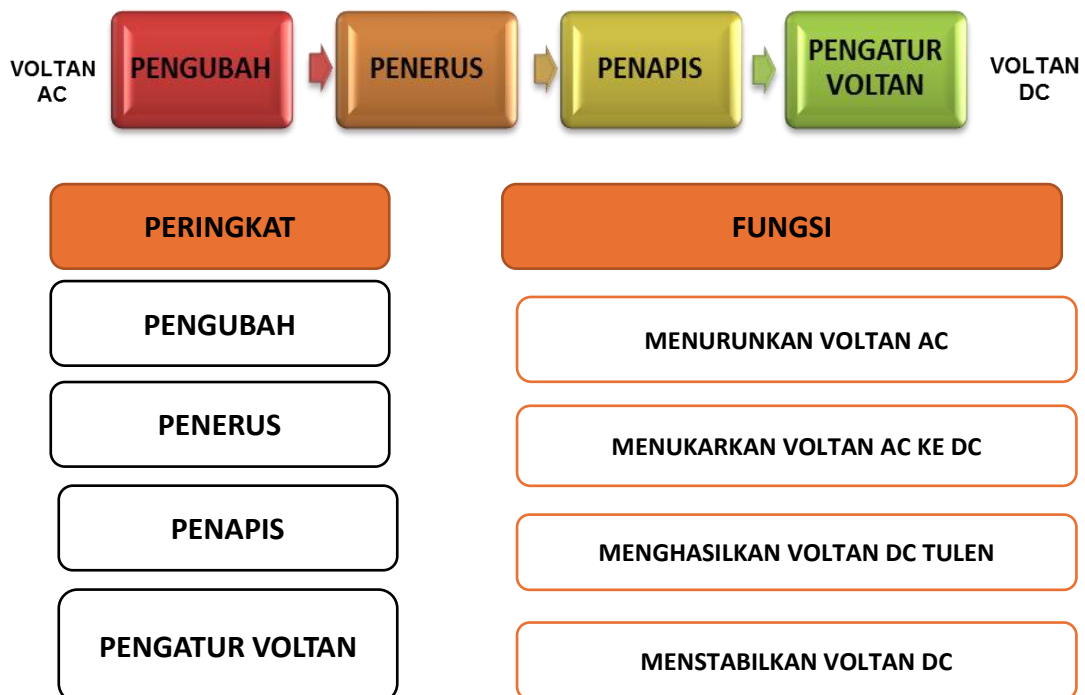 VOLTAN
AC
PENGUBAH
PENERUS
PENAPIS
PENGATUR
VOLTAN
VOLTAN
DC
PERINGKAT
FUNGSI
PENGUBAH
MENURUNKAN VOLTAN AC
PENERUS
MENUKARKAN VOLTAN AC KE DC
PENAPIS
MENGHASILKAN VOLTAN DC TULEN
PENGATUR VOLTAN
MENSTABILKAN VOLTAN DC